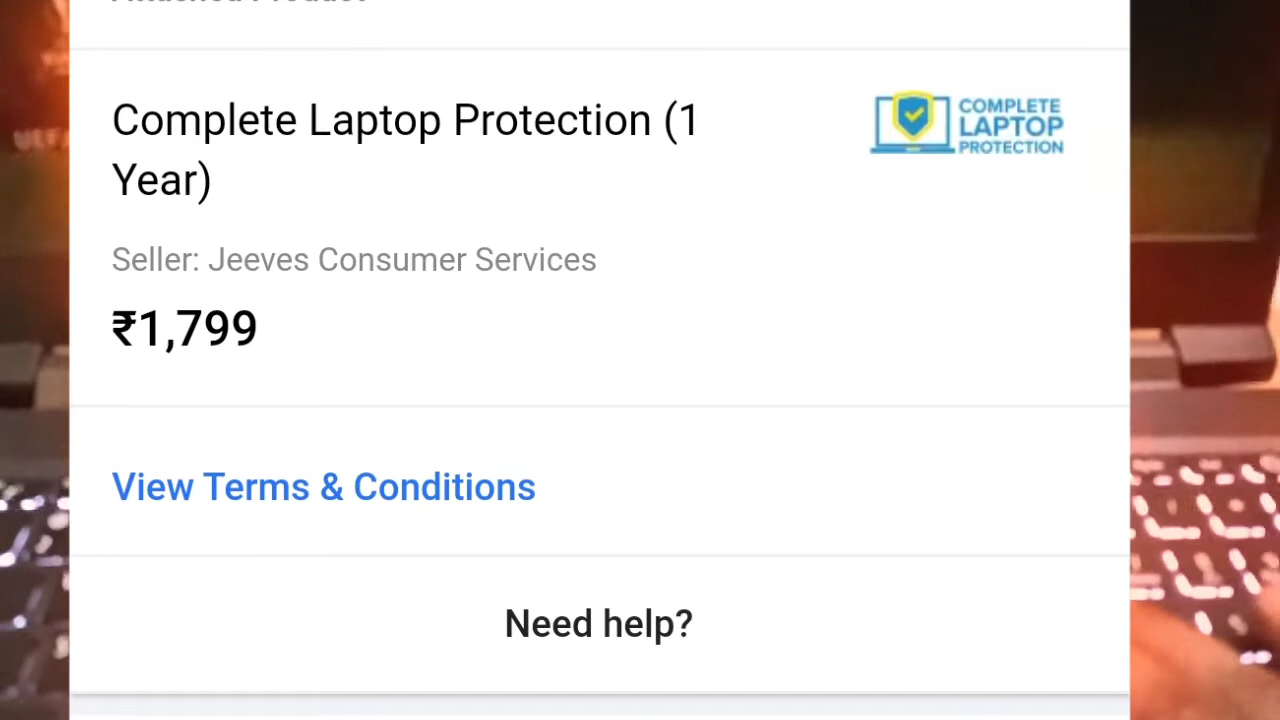 Complete Laptop Protection (1
Year)
COMPLETE
LAPTOP
PROTECTION
Seller: Jeeves Consumer Services
₹1,799
View Terms & Conditions
Need help?